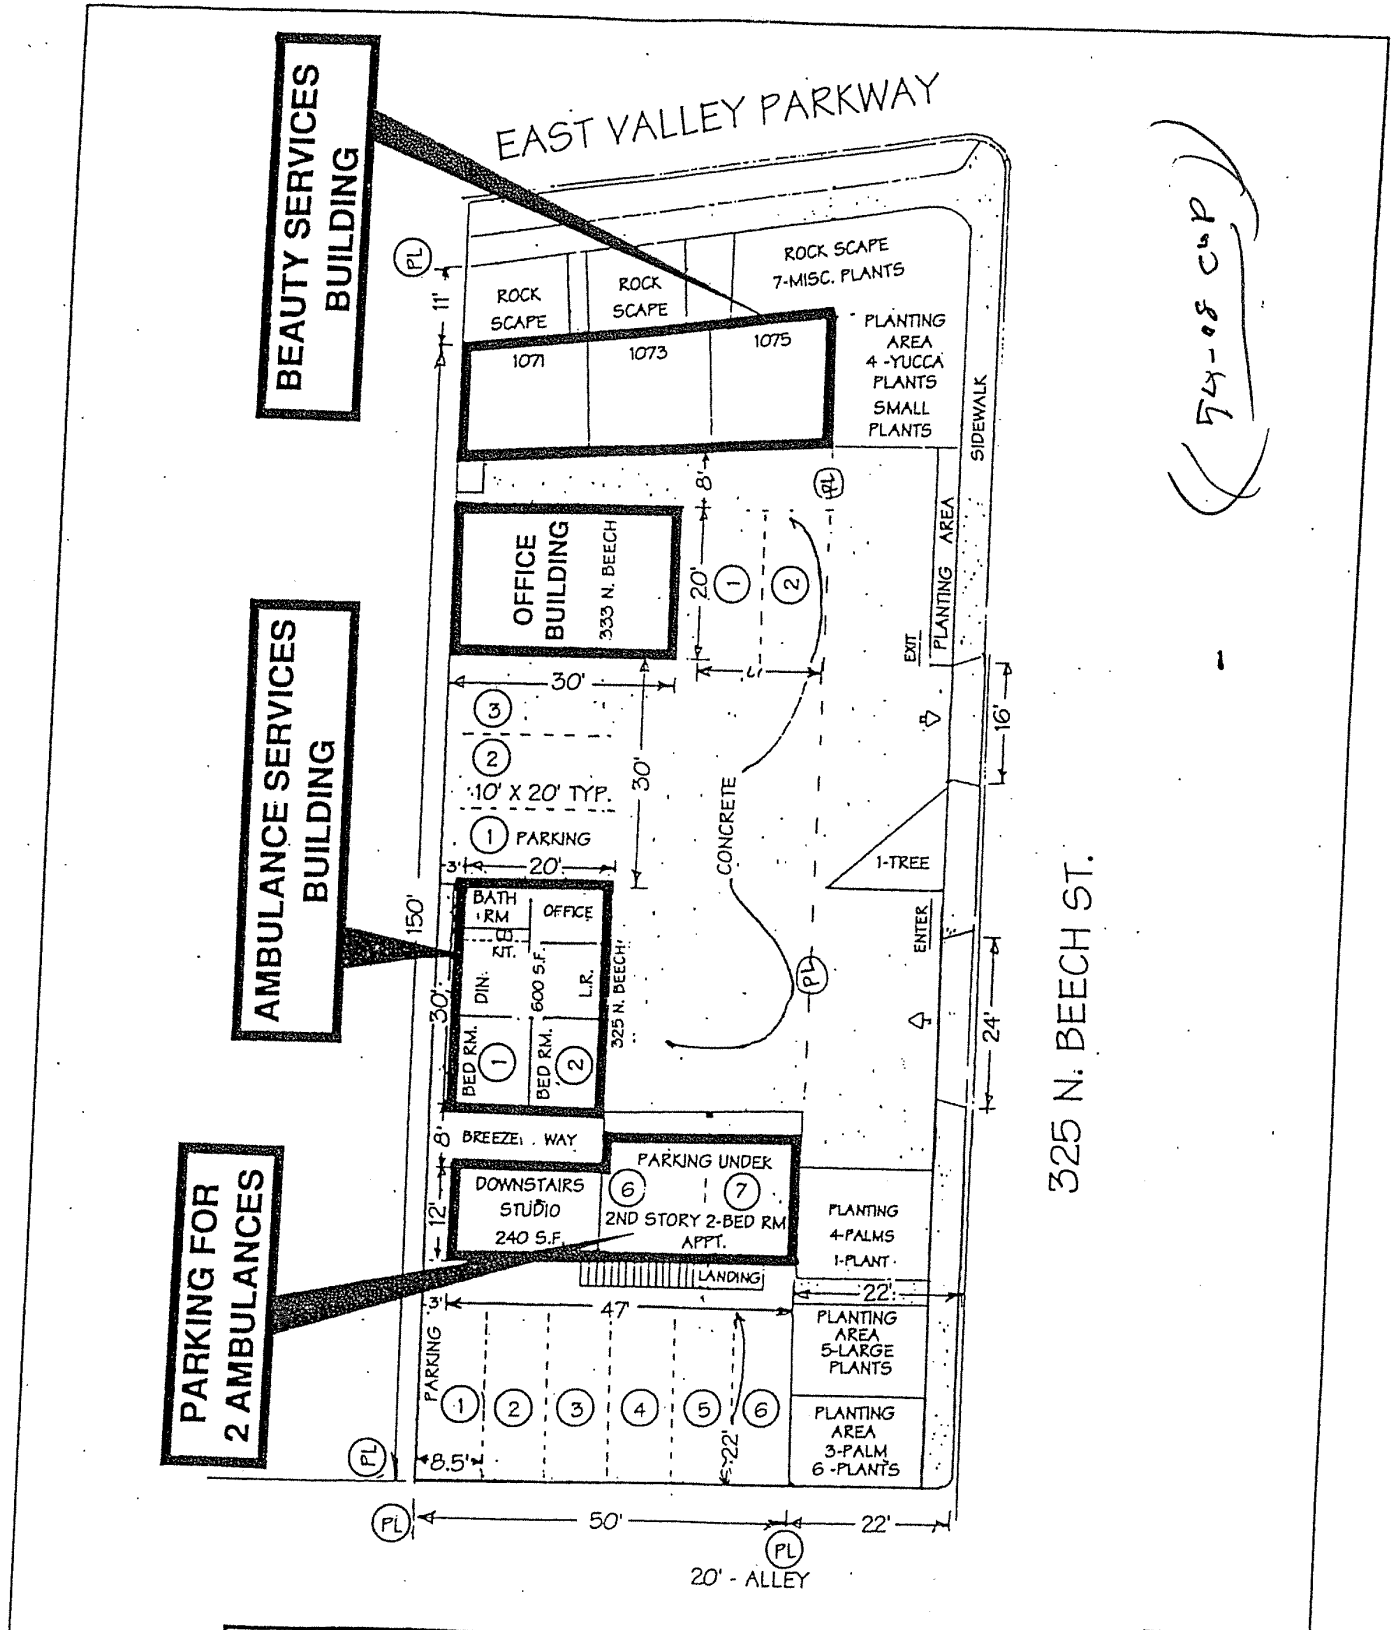 EAST VALLEY PARKWAY
BEAUTY SERVICES
BUILDING
94-08 CUP
PL
11'
ROCK
SCAPE
ROCK
SCAPE
ROCK SCAPE
7-MISC. PLANTS
1071
1073
1075
PLANTING
AREA
4 -YUCCA
PLANTS
SMALL
PLANTS
SIDEWALK
8'
PL
OFFICE
BUILDING
333 N. BEECH
20'
1
2
PLANTING AREA
EXIT
30'
16'
AMBULANCE SERVICES
BUILDING
3
2
10' X 20' TYP.
1 PARKING
30'
CONCRETE
1-TREE
3'
20'
150'
BATH
RM
OFFICE
KIT.
DIN.
600 S.F.
L.R.
325 N. BEECH
30'
BED RM.
1
BED RM.
2
PL
ENTER
24'
325 N. BEECH ST.
8'
BREEZE WAY
PARKING FOR
2 AMBULANCES
12'
DOWNSTAIRS
STUDIO
240 S.F.
PARKING UNDER
6
7
2ND STORY 2-BED RM
APPT.
LANDING
PLANTING
4-PALMS
1-PLANT
22'
3'
47'
PLANTING
AREA
5-LARGE
PLANTS
PARKING
1
2
3
4
5
6
22'
PLANTING
AREA
3-PALM
6 -PLANTS
PL
8.5'
PL
50'
22'
PL
20' - ALLEY